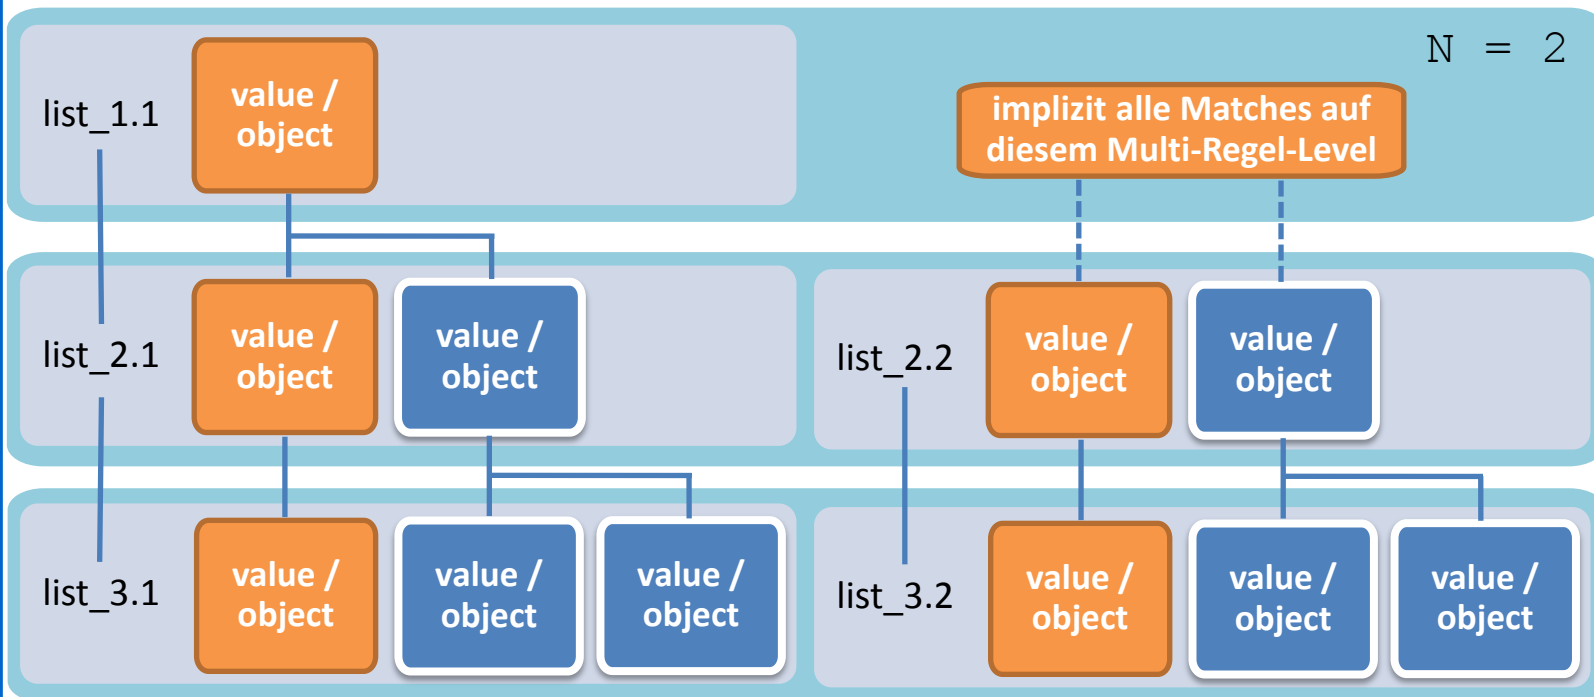 N = 2
list_1.1
value /
object
implizit alle Matches auf
diesem Multi-Regel-Level
list_2.1
value /
object
value /
object
list_2.2
value /
object
value /
object
list_3.1
value /
object
value /
object
value /
object
list_3.2
value /
object
value /
object
value /
object